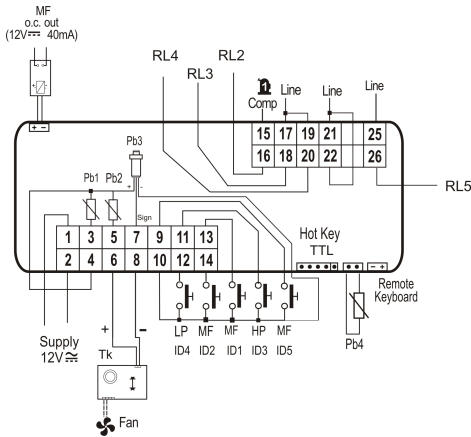 MF
o.c. out
(12V⎓ 40mA)
RL4
RL3
RL2
1
Comp
Line
Line
Line
+ -
+ -
15 17 19 21 25
16 18 20 22 26
RL5
Pb3
+ -
Pb1 Pb2
Sign
1 3 5 7 9 11 13
2 4 6 8 10 12 14
Hot Key
TTL
- +
Remote
Keyboard
Pb4
Supply
12V≂
+ -
Tk
LP MF MF HP MF
ID4 ID2 ID1 ID3 ID5
Fan